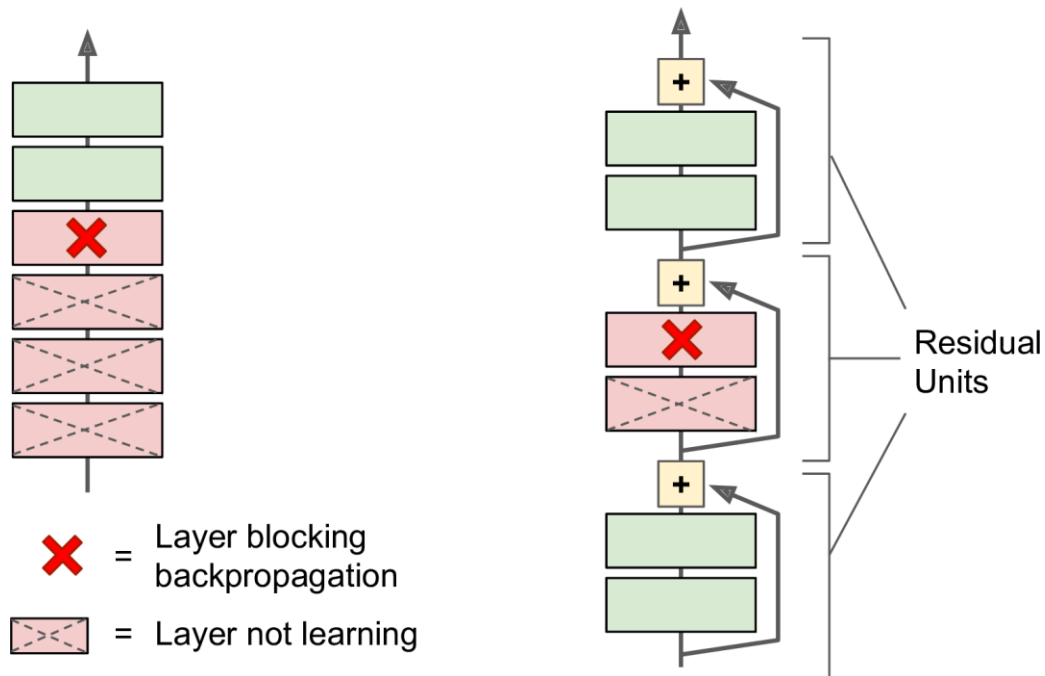 +
+
+
Residual
Units
= Layer blocking
backpropagation
= Layer not learning